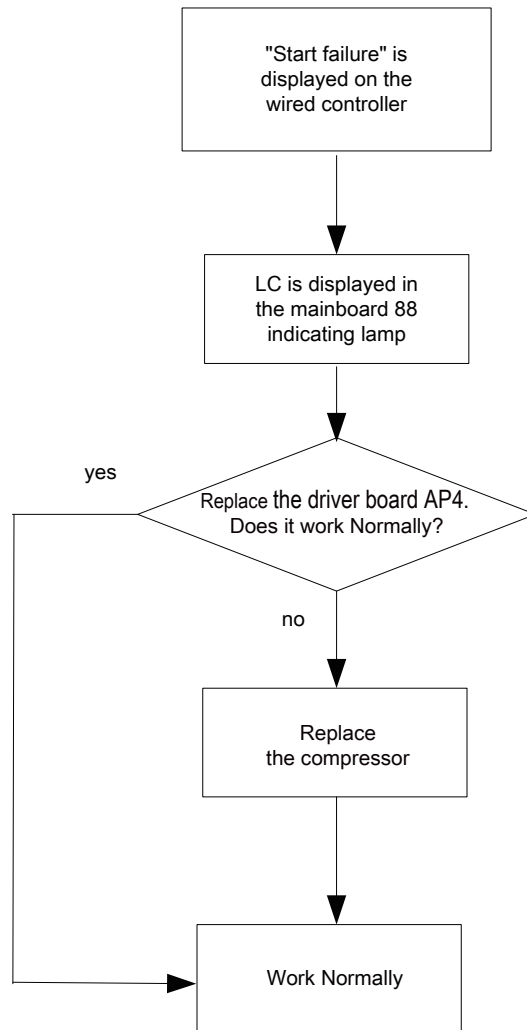 "Start failure" is
displayed on the
wired controller
LC is displayed in
the mainboard 88
indicating lamp
yes
Replace the driver board AP4.
Does it work Normally?
no
Replace
the compressor
Work Normally